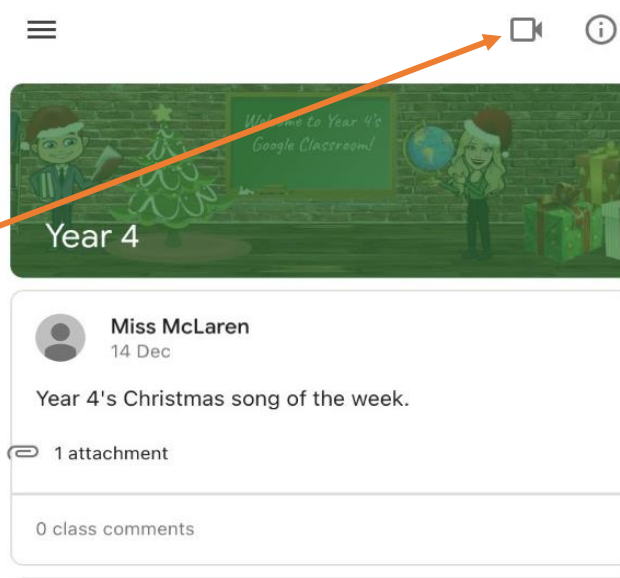 Welcome to Year 4's
Google Classroom!
Year 4
Miss McLaren
14 Dec
Year 4's Christmas song of the week.
1 attachment
0 class comments